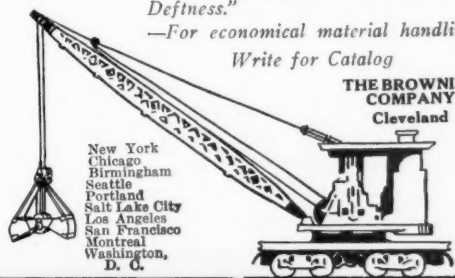 Deftness."
—For economical material handli
Write for Catalog
THE BROWNI
COMPANY
Cleveland
New York
Chicago
Birmingham
Seattle
Portland
Salt Lake City
Los Angeles
San Francisco
Montreal
Washington,
D. C.